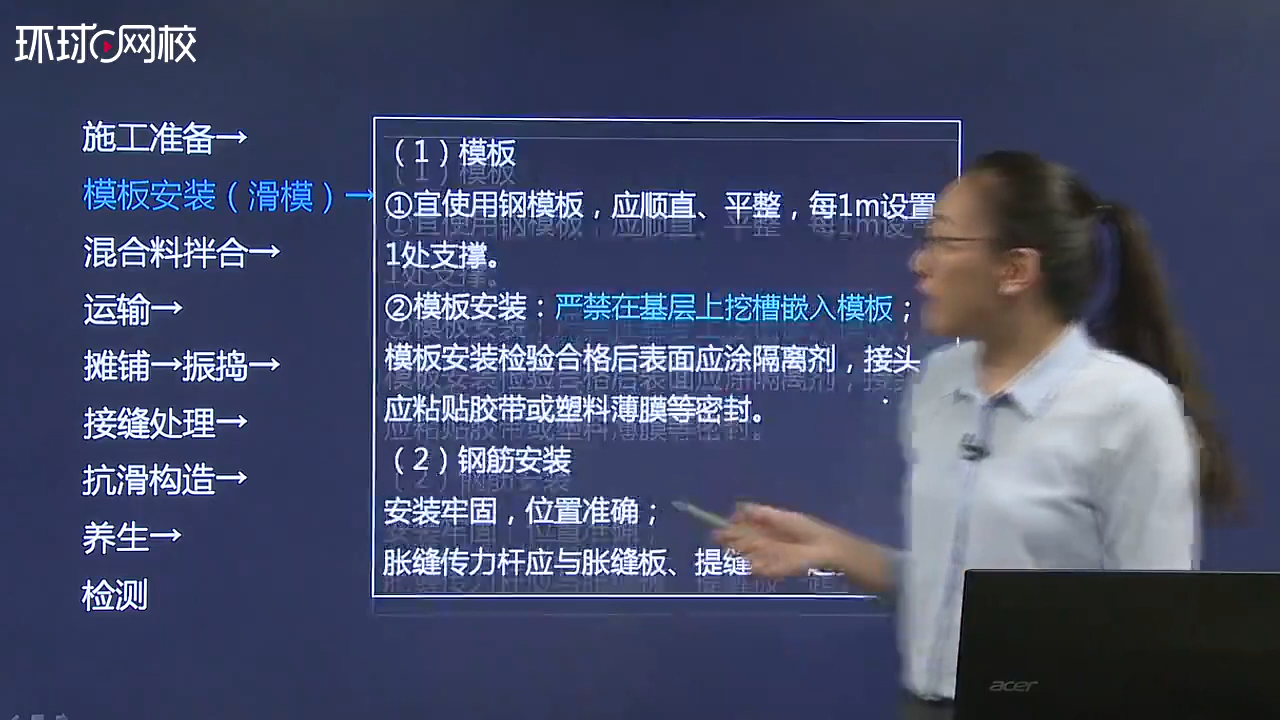 环球网校
施工准备→
模板安装（滑模）→
混合料拌合→
运输→
摊铺→振捣→
接缝处理→
抗滑构造→
养生→
检测
（1）模板
①宜使用钢模板，应顺直、平整，每1m设置
1处支撑。
②模板安装：严禁在基层上挖槽嵌入模板；
模板安装检验合格后表面应涂隔离剂，接头
应粘贴胶带或塑料薄膜等密封。
（2）钢筋安装
安装牢固，位置准确；
胀缝传力杆应与胀缝板、提缝
acer